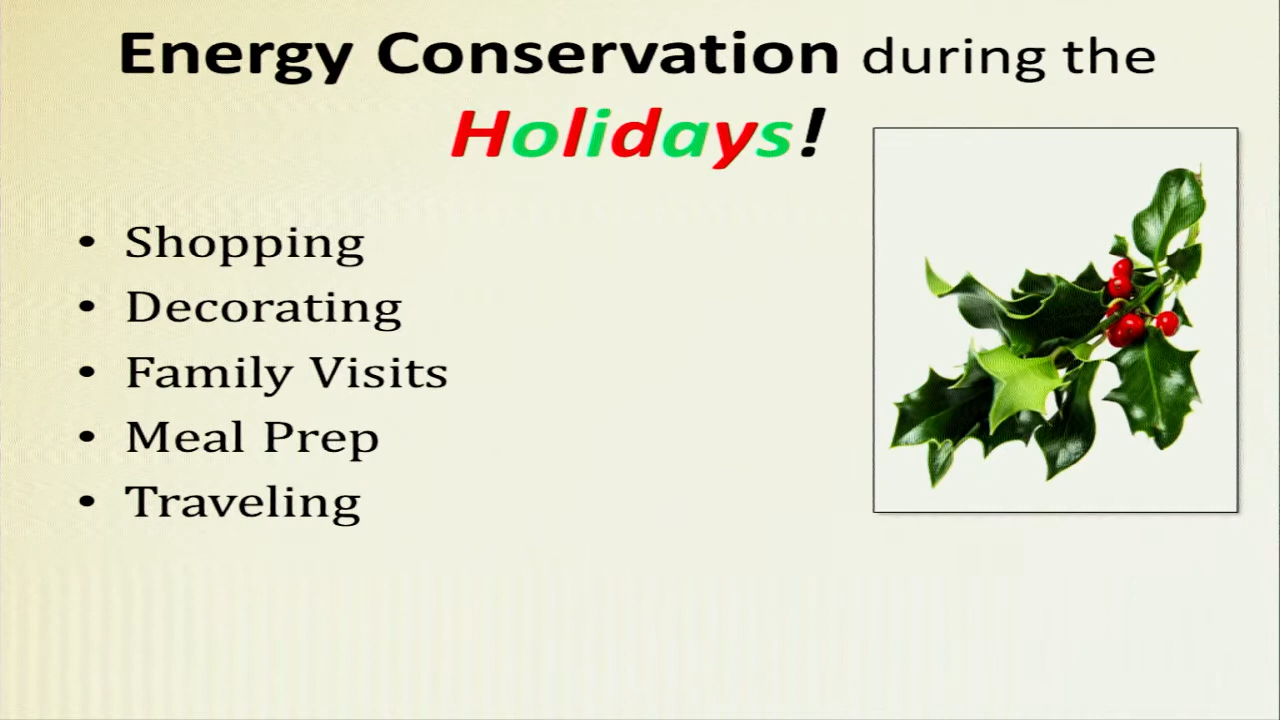 Energy Conservation during the
Holidays!
• Shopping
• Decorating
• Family Visits
• Meal Prep
• Traveling